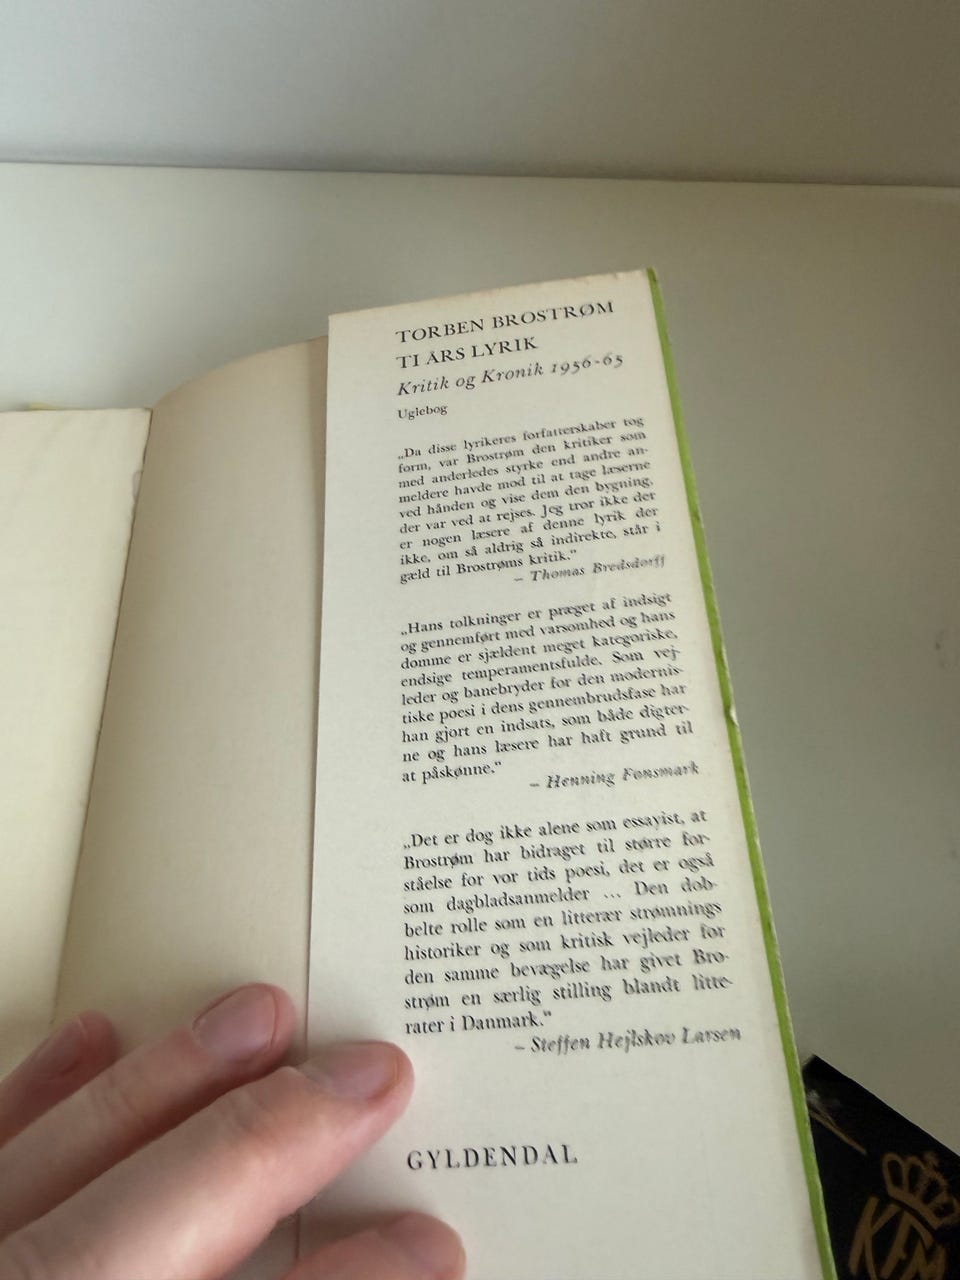 TORBEN BROSTRØM
TI ÅRS LYRIK
Kritik og Kronik 1956-65
Uglebog
„Da disse lyrikeres forfatterskaber tog
form, var Brostrøm den kritiker som
med anderledes styrke end andre an-
meldere havde mod til at tage læserne
ved hånden og vise dem den bygning,
der var ved at rejses. Jeg tror ikke der
er nogen læsere af denne lyrik der
ikke, om så aldrig så indirekte, står i
gæld til Brostrøms kritik.“
– Thomas Bredsdorff
„Hans tolkninger er præget af indsigt
og gennemført med varsomhed og hans
domme er sjældent meget kategoriske,
endsige temperamentsfulde. Som vej-
leder og banebryder for den modernis-
tiske poesi i dens gennembrudsfase har
han gjort en indsats, som både digter-
ne og hans læsere har haft grund til
at påskønne.“
– Henning Fonsmark
„Det er dog ikke alene som essayist, at
Brostrøm har bidraget til større for-
ståelse for vor tids poesi, det er også
som dagbladsanmelder ... Den dob-
belte rolle som en litterær strømnings
historiker og som kritisk vejleder for
den samme bevægelse har givet Bro-
strøm en særlig stilling blandt litte-
rater i Danmark.“
– Steffen Hejlskov Larsen
GYLDENDAL
KFM